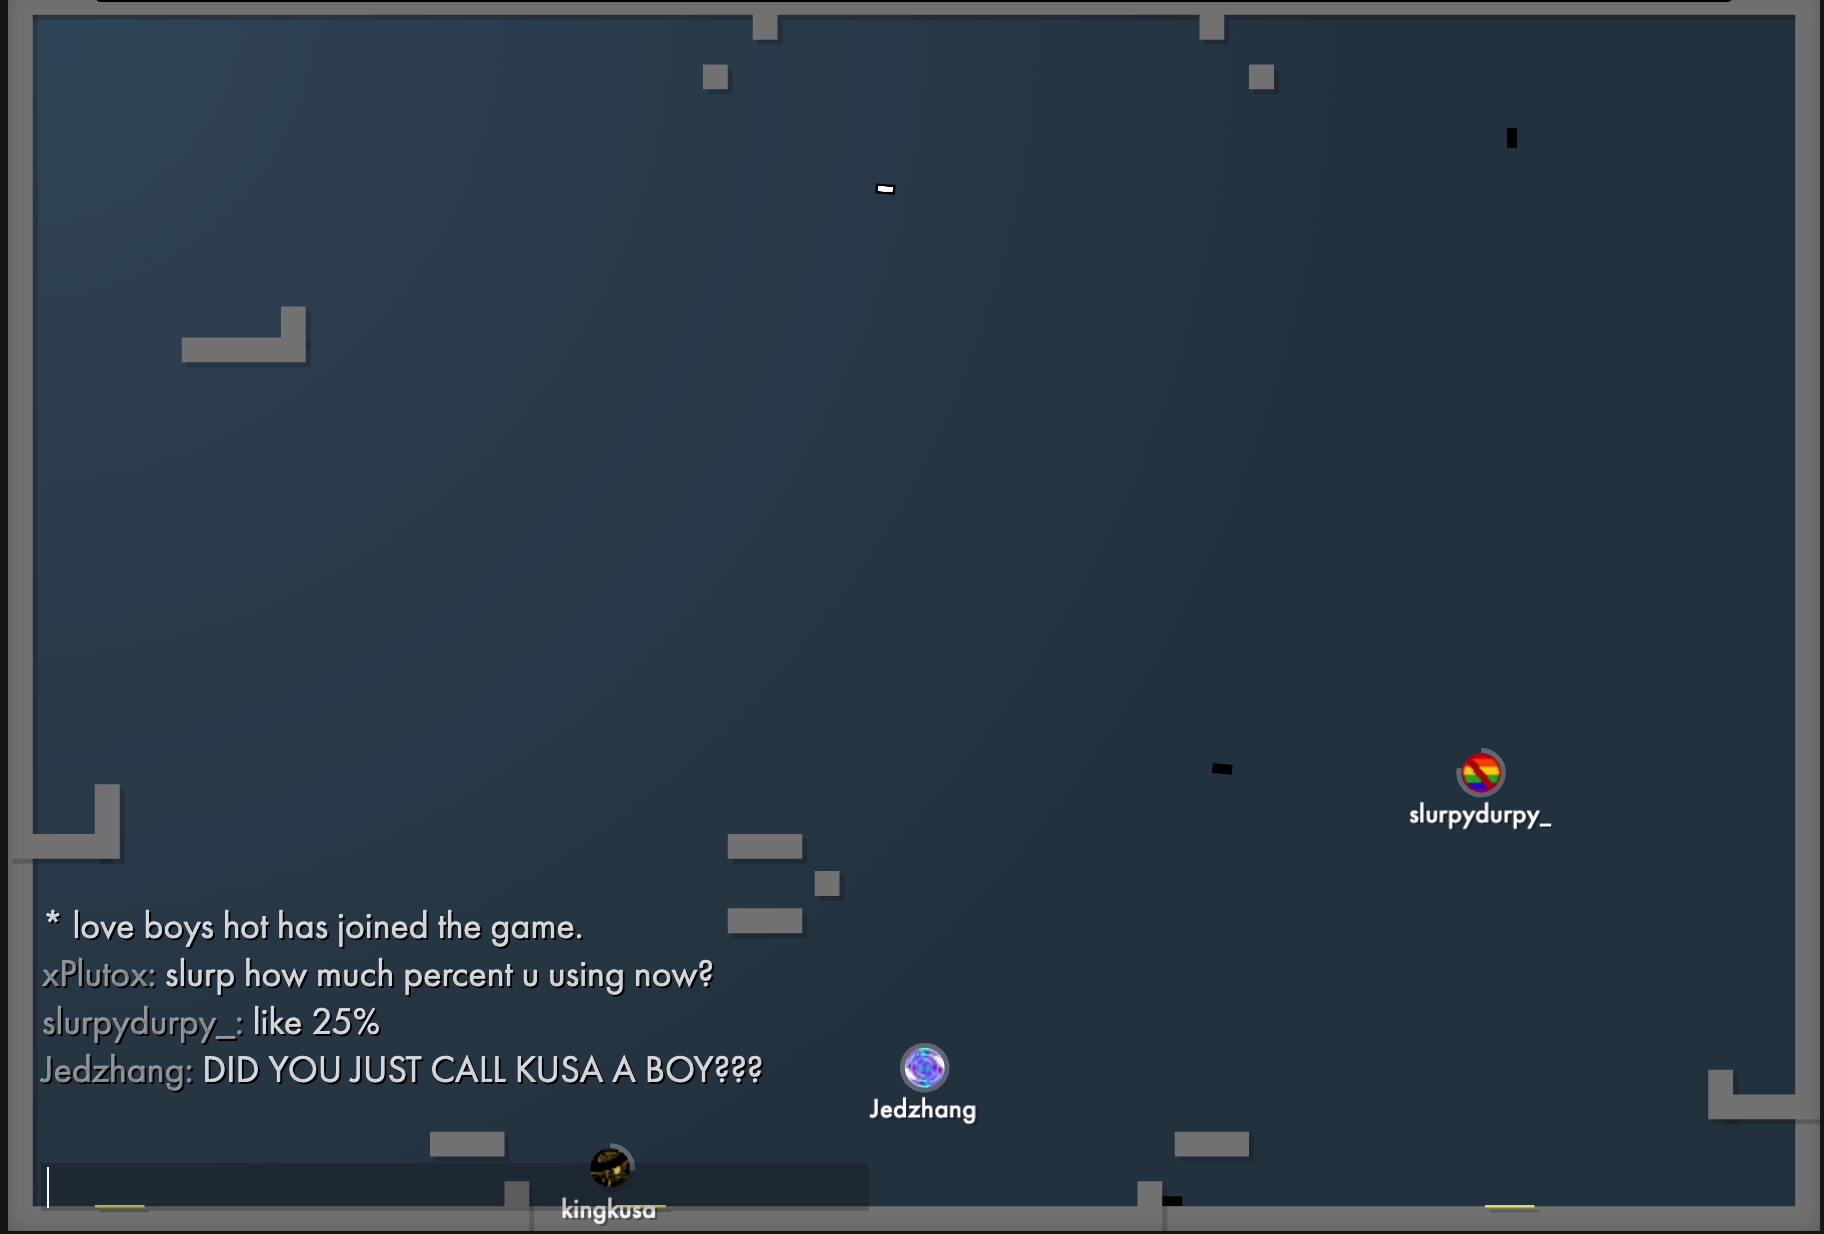 slurpydurpy_
* love boys hot has joined the game.
xPlutox: slurp how much percent u using now?
slurpydurpy_: like 25%
Jedzhang: DID YOU JUST CALL KUSA A BOY???
Jedzhang
kingkusa